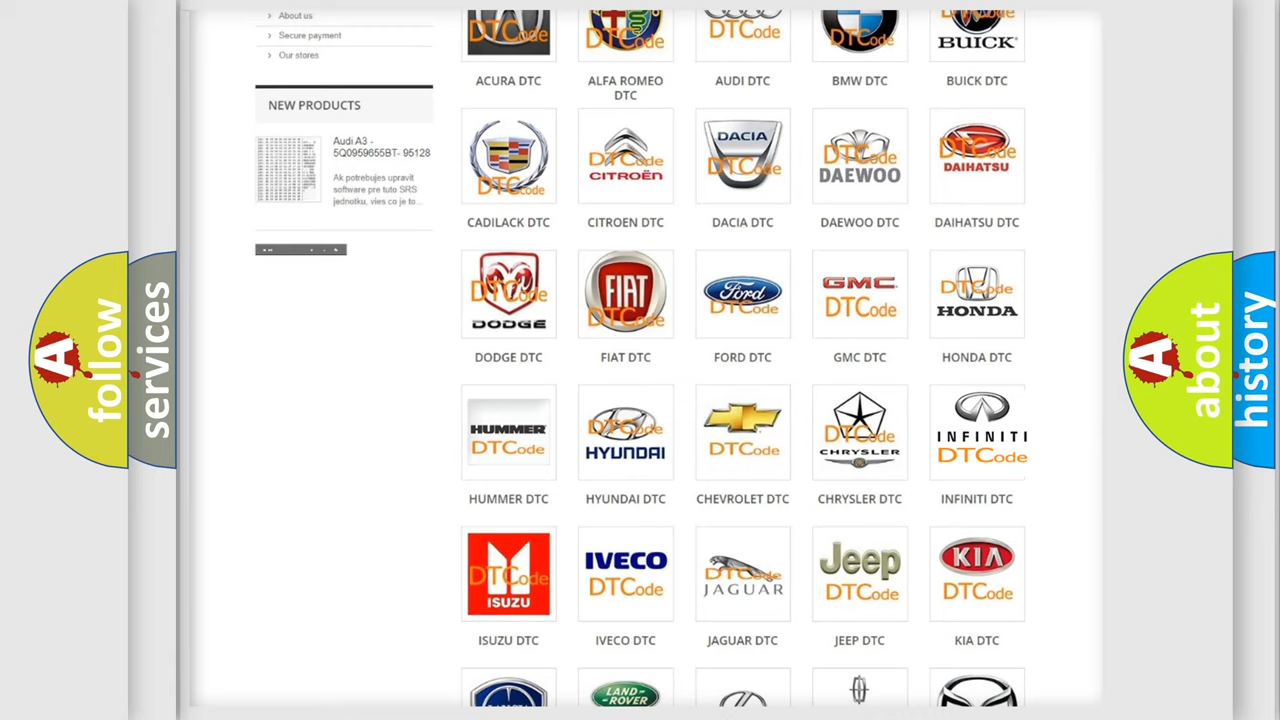 About us
Secure payment
Our stores
NEW PRODUCTS
Audi A3 -
5Q0959655BT- 95128
Ak potrebujes upravit
software pre tuto SRS
jednotku, vies co je to...
DTCode
DTCode
DTCode
DTCode
BUICK
ACURA DTC
ALFA ROMEO
DTC
AUDI DTC
BMW DTC
BUICK DTC
DTCode
DTCode
CITROËN
DACIA
DTCode
DTCode
DAEWOO
DTCode
DAIHATSU
CADILACK DTC
CITROEN DTC
DACIA DTC
DAEWOO DTC
DAIHATSU DTC
DTCode
DODGE
FIAT
DTCode
Ford
DTCode
GMC
DTCode
DTCode
HONDA
DODGE DTC
FIAT DTC
FORD DTC
GMC DTC
HONDA DTC
HUMMER
DTCode
DTCode
HYUNDAI
DTCode
DTCode
CHRYSLER
INFINITI
DTCode
HUMMER DTC
HYUNDAI DTC
CHEVROLET DTC
CHRYSLER DTC
INFINITI DTC
DTCode
ISUZU
IVECO
DTCode
DTCode
JAGUAR
Jeep
DTCode
KIA
DTCode
ISUZU DTC
IVECO DTC
JAGUAR DTC
JEEP DTC
KIA DTC
LAND-
ROVER
A
follow
services
A
about
history